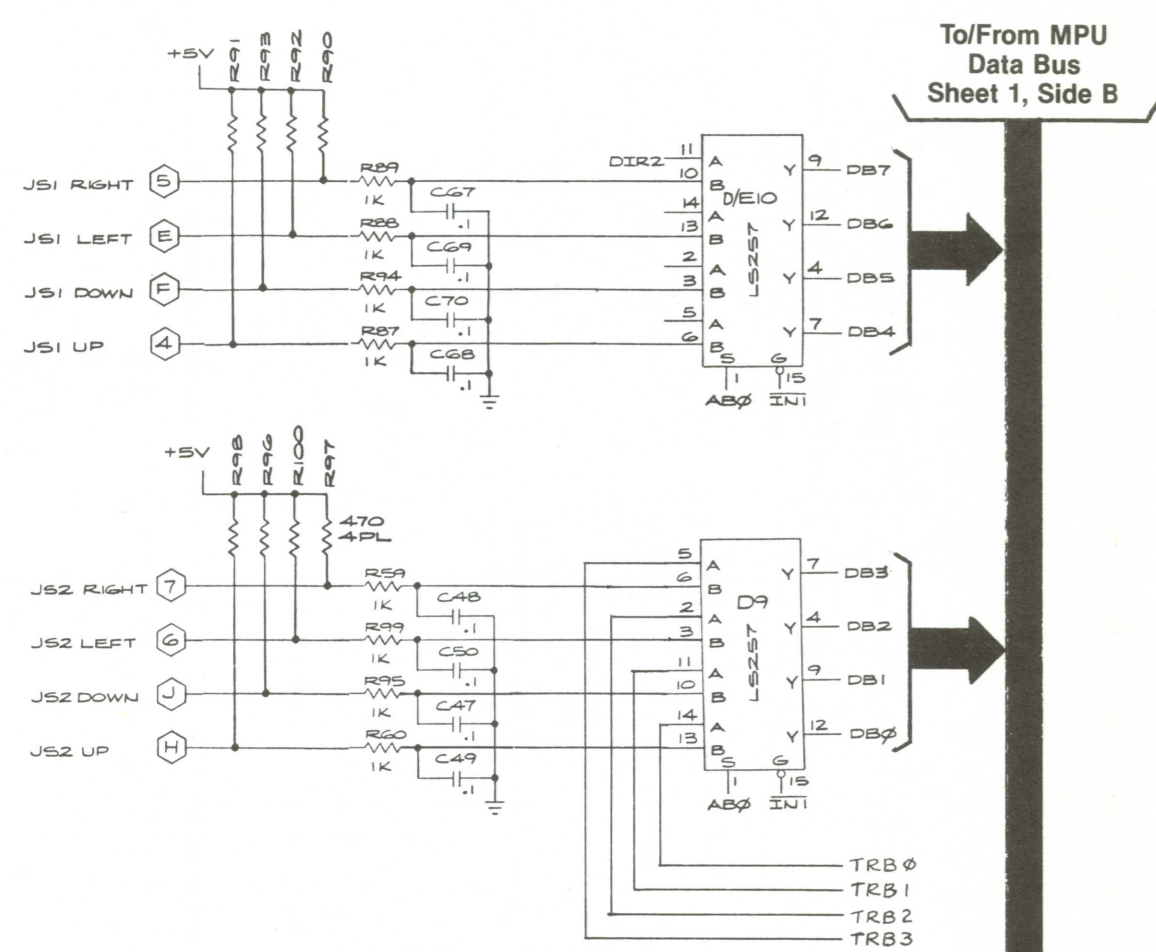 To/From MPU
Data Bus
Sheet 1, Side B
+5V
R91
R93
R92
R90
JS1 RIGHT 5
R89
1K
C67
.1
JS1 LEFT E
R88
1K
C69
.1
JS1 DOWN F
R94
1K
C70
.1
JS1 UP 4
R87
1K
C68
.1
DIR2 11 A
10 B
14 A
13 B
2 A
3 B
5 A
6 B
D/E10
LS257
Y 9 DB7
Y 12 DB6
Y 4 DB5
Y 7 DB4
S G
1 15
ABØ I̅N̅1̅
+5V
R98
R96
R100
R97
470
4PL
JS2 RIGHT 7
R59
1K
C48
.1
JS2 LEFT 6
R99
1K
C50
.1
JS2 DOWN J
R95
1K
C47
.1
JS2 UP H
R60
1K
C49
.1
5 A
6 B
2 A
3 B
11 A
10 B
14 A
13 B
D9
LS257
Y 7 DB3
Y 4 DB2
Y 9 DB1
Y 12 DBØ
S G
1 15
ABØ I̅N̅1̅
TRBØ
TRB1
TRB2
TRB3